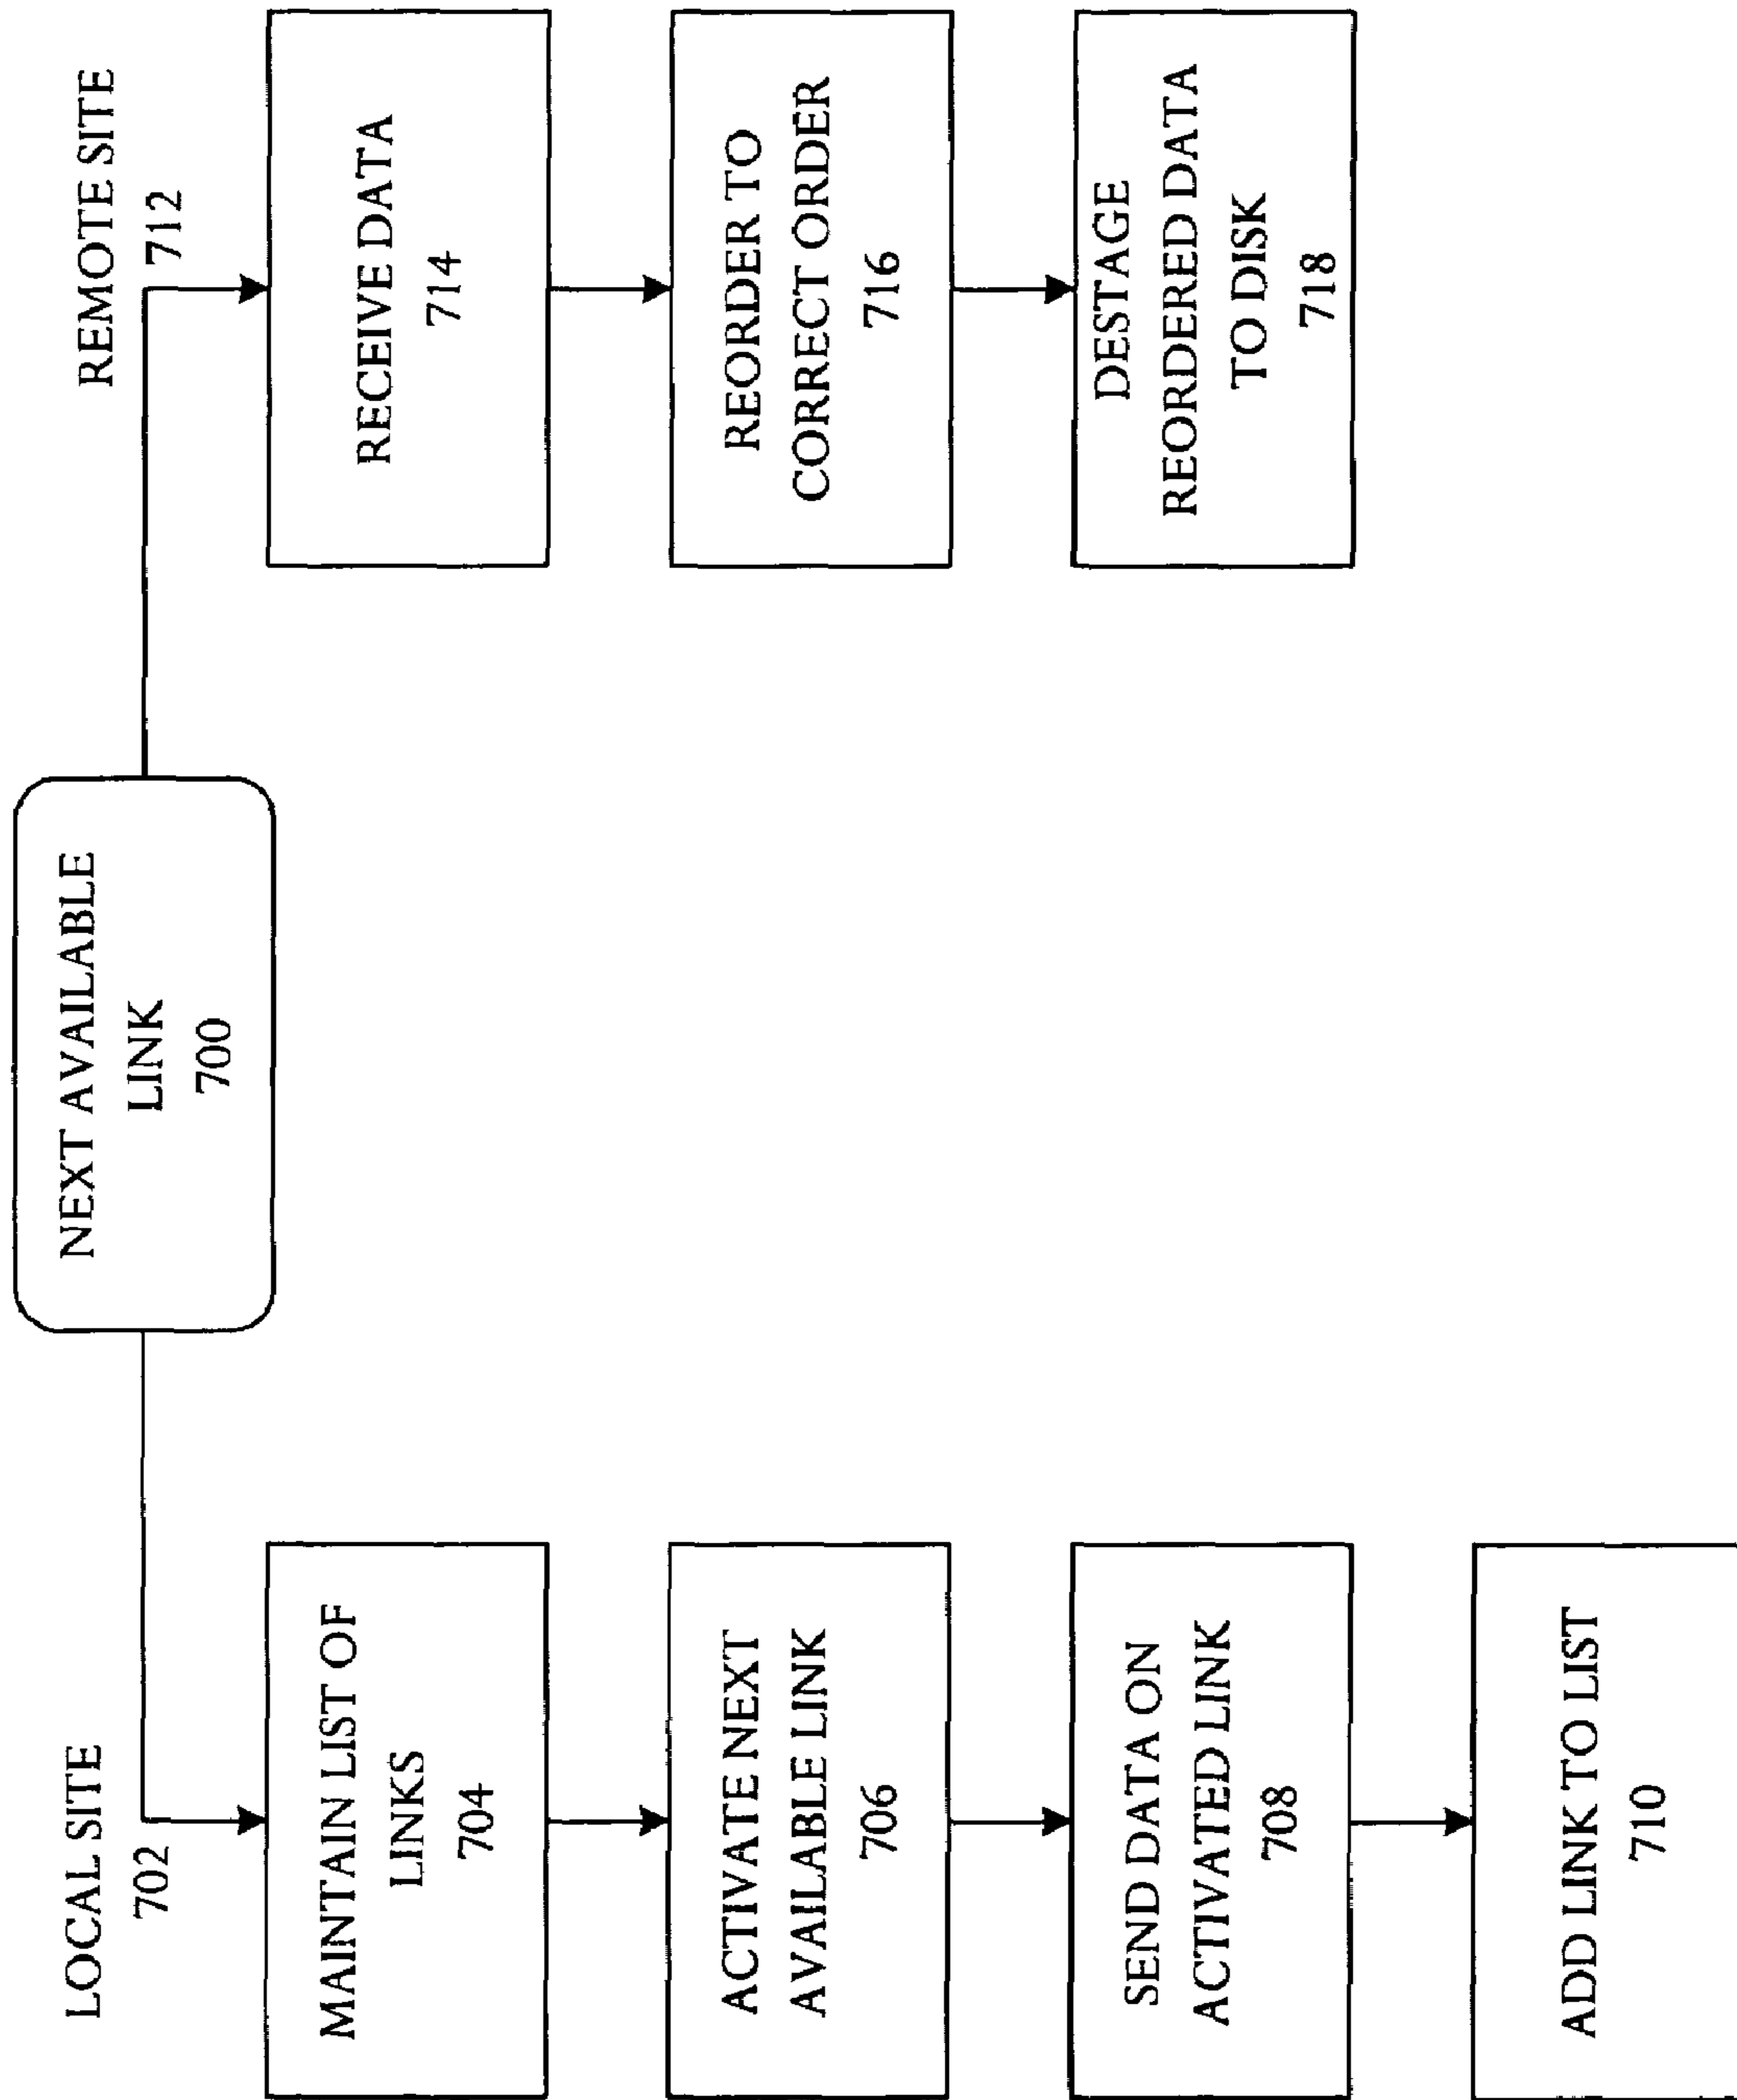 NEXT AVAILABLE
LINK
700
LOCAL SITE
702
MAINTAIN LIST OF
LINKS
704
ACTIVATE NEXT
AVAILABLE LINK
706
SEND DATA ON
ACTIVATED LINK
708
ADD LINK TO LIST
710
REMOTE SITE
712
RECEIVE DATA
714
REORDER TO
CORRECT ORDER
716
DESTAGE
REORDERED DATA
TO DISK
718